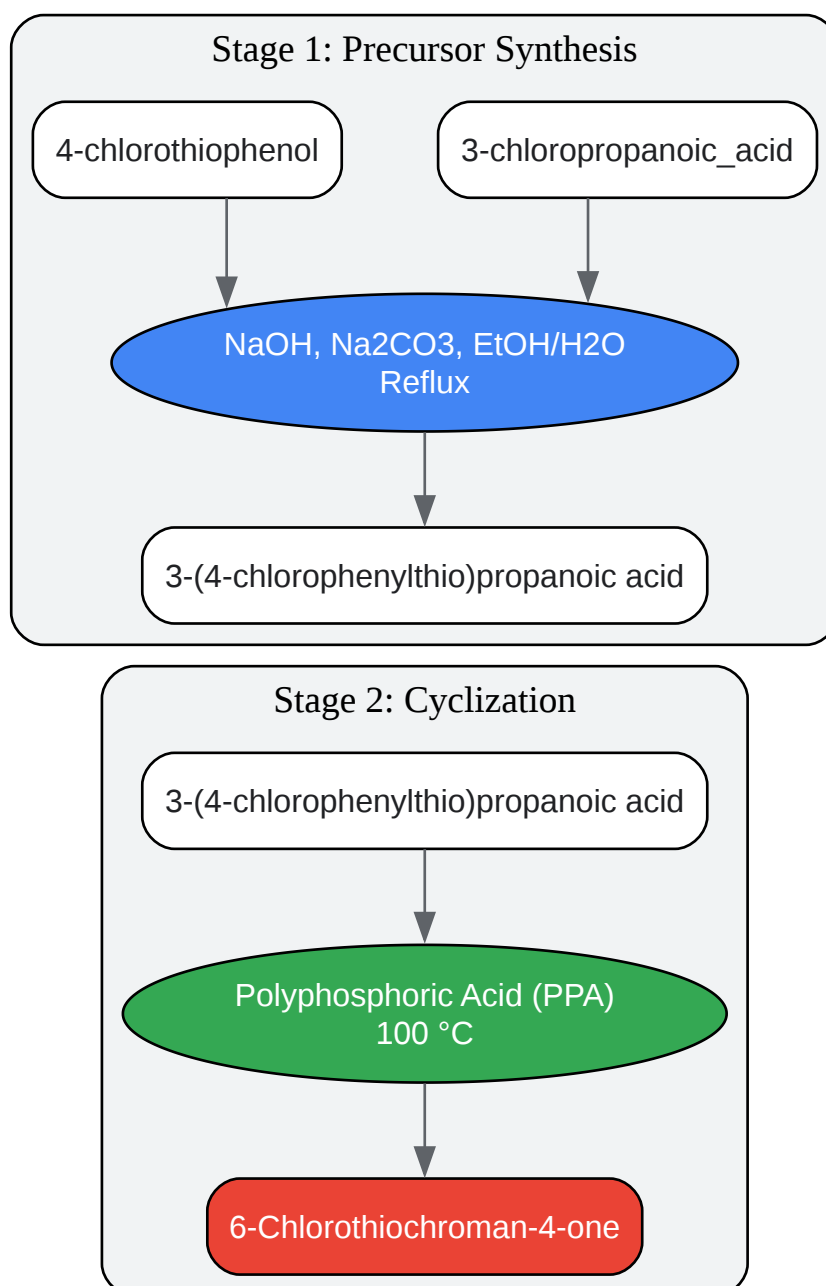 Stage 1: Precursor Synthesis
4-chlorothiophenol
3-chloropropanoic_acid
NaOH, Na2CO3, EtOH/H2O
Reflux
3-(4-chlorophenylthio)propanoic acid
Stage 2: Cyclization
3-(4-chlorophenylthio)propanoic acid
Polyphosphoric Acid (PPA)
100 °C
6-Chlorothiochroman-4-one